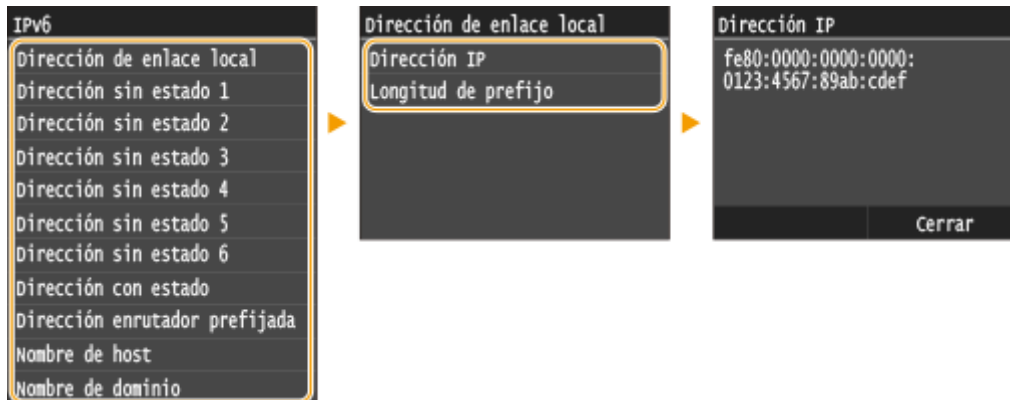 IPv6
Dirección de enlace local
Dirección sin estado 1
Dirección sin estado 2
Dirección sin estado 3
Dirección sin estado 4
Dirección sin estado 5
Dirección sin estado 6
Dirección con estado
Dirección enrutador prefijada
Nombre de host
Nombre de dominio
Dirección de enlace local
Dirección IP
Longitud de prefijo
Dirección IP
fe80:0000:0000:0000:
0123:4567:89ab:cdef
Cerrar